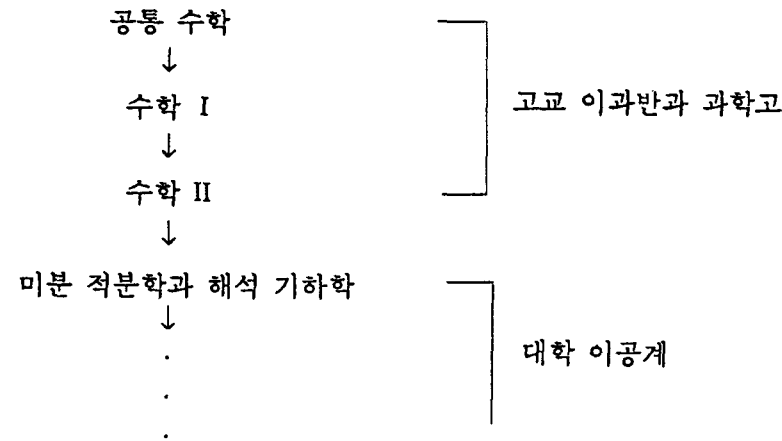 공통 수학
↓
수학 I
↓
고교 이과반과 과학고
수학 II
↓
미분 적분학과 해석 기하학
↓
대학 이공계
.
.
.